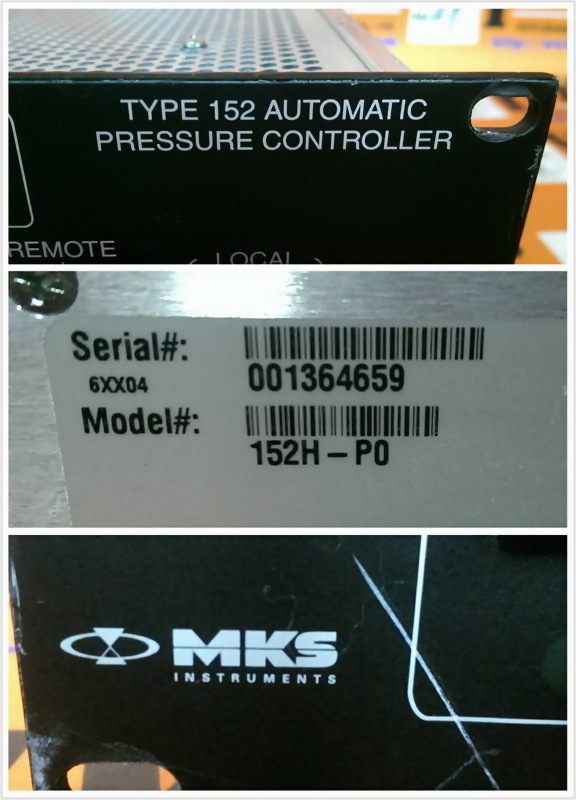 TYPE 152 AUTOMATIC
PRESSURE CONTROLLER
REMOTE
LOCAL
Serial#:
001364659
6XX04
Model#:
152H-P0
MKS
INSTRUMENTS